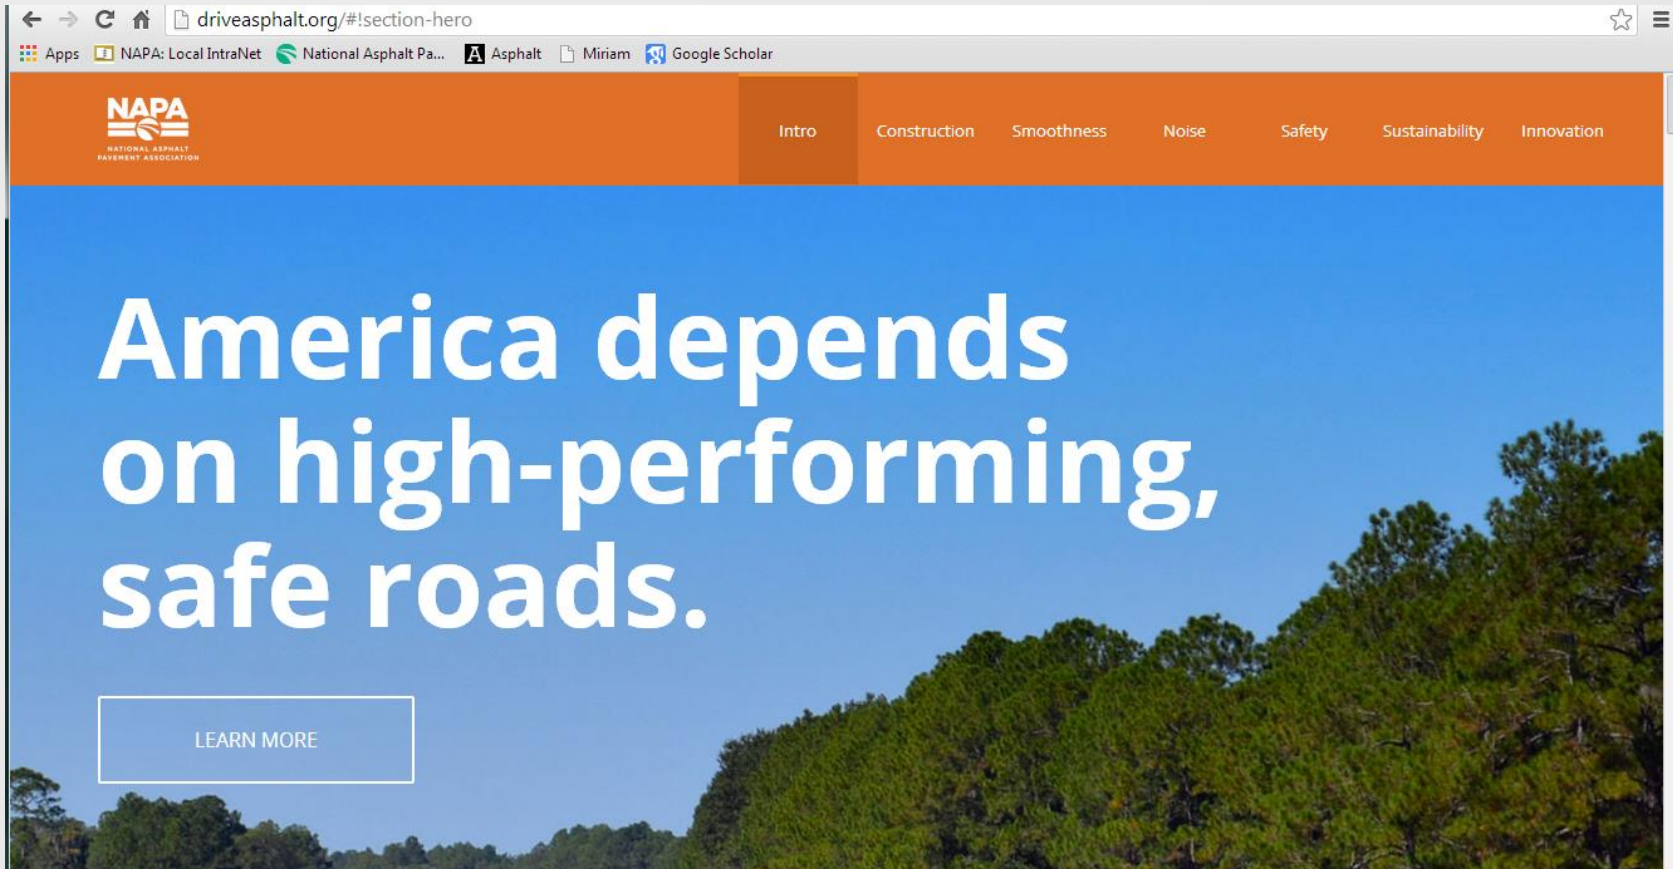 driveasphalt.org/#!section-hero
Apps NAPA: Local IntraNet National Asphalt Pa... A Asphalt Miriam Google Scholar
NAPA
NATIONAL ASPHALT
PAVEMENT ASSOCIATION
Intro Construction Smoothness Noise Safety Sustainability Innovation
America depends
on high-performing,
safe roads.
LEARN MORE